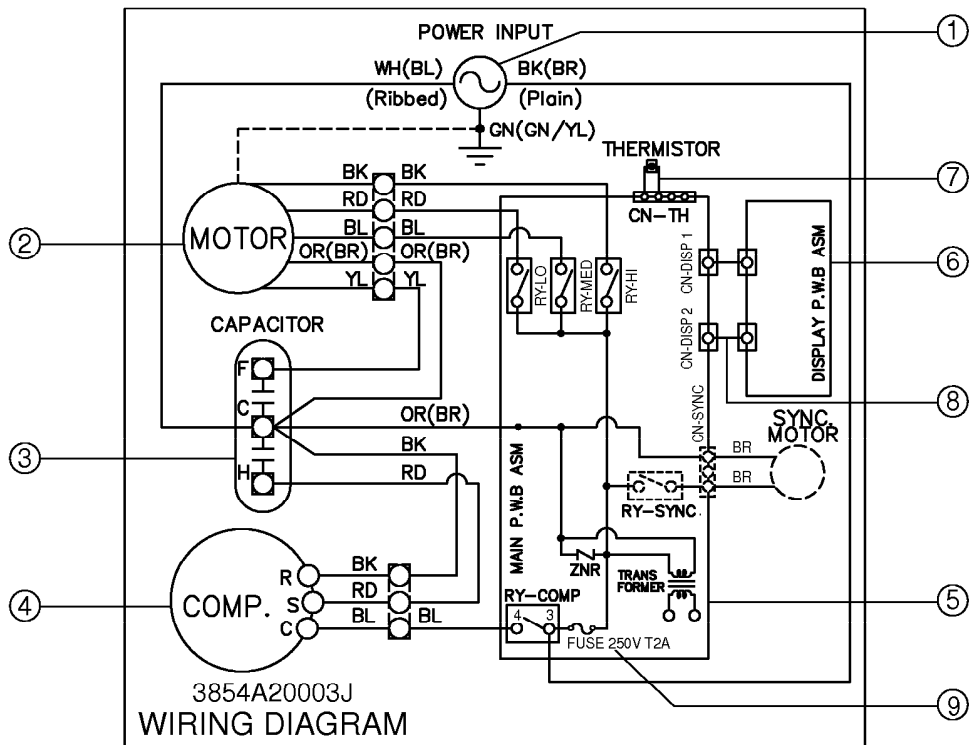 POWER INPUT
1
WH(BL)
BK(BR)
(Ribbed)
(Plain)
GN(GN/YL)
THERMISTOR
7
CN-TH
BK
BK
RD
RD
BL
BL
OR(BR)
OR(BR)
YL
YL
2
MOTOR
RY-LO
RY-MED
RY-HI
CN-DISP 1
CN-DISP 2
DISPLAY P.W.B ASM
6
8
CAPACITOR
F
C
H
3
OR(BR)
BK
RD
MAIN P.W.B ASM
CN-SYNC
SYNC.
MOTOR
BR
BR
RY-SYNC
ZNR
TRANS
FORMER
5
COMP.
4
R
S
C
BK
RD
BL
BL
RY-COMP
4
3
FUSE 250V T2A
9
3854A20003J
WIRING DIAGRAM